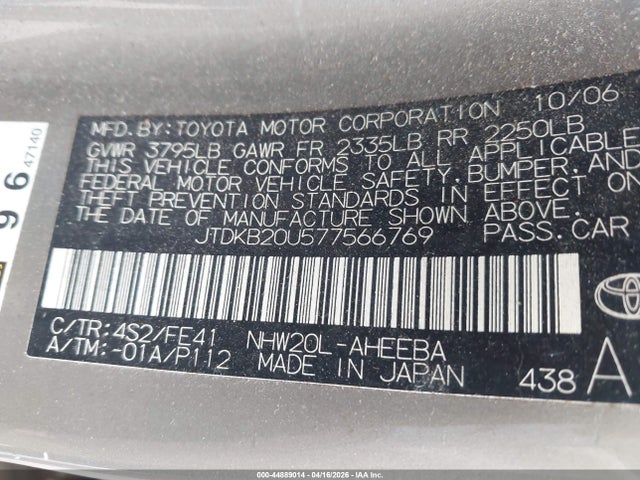 MFD.BY:TOYOTA MOTOR CORPORATION 10/06
GVWR 3795LB GAWR FR 2335LB RR 2250LB
THIS VEHICLE CONFORMS TO ALL APPLICABLE
FEDERAL MOTOR VEHICLE SAFETY,BUMPER,AND
THEFT PREVENTION STANDARDS IN EFFECT ON
THE DATE OF MANUFACTURE SHOWN ABOVE.
JTDKB20U577566769 PASS.CAR
C/TR:4S2/FE41 NHW20L-AHEEBA
A/TM:-01A/P112 MADE IN JAPAN 438 A
96
47140
000-44889014 - 04/16/2026 - IAA Inc.